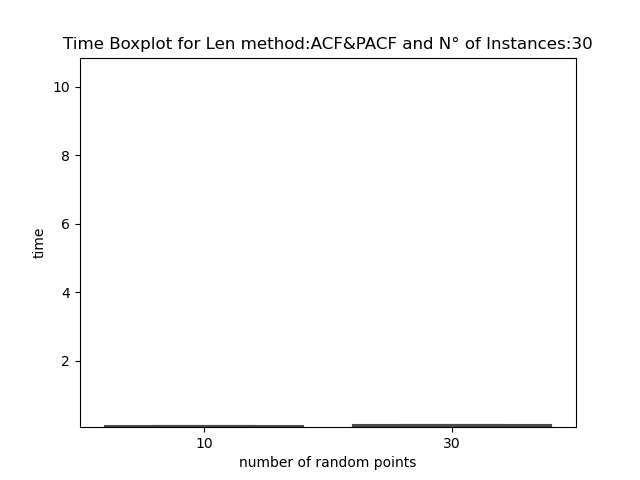 Time Boxplot for Len method:ACF&PACF and N° of Instances:30
10
8
6
4
2
time
10
30
number of random points